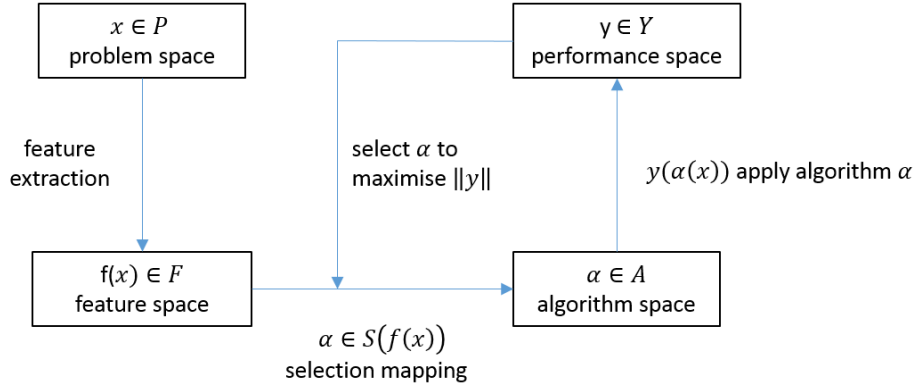 x ∈ P
problem space
y ∈ Y
performance space
feature
extraction
select α to
maximise ‖y‖
y(α(x)) apply algorithm α
f(x) ∈ F
feature space
α ∈ A
algorithm space
α ∈ S(f(x))
selection mapping